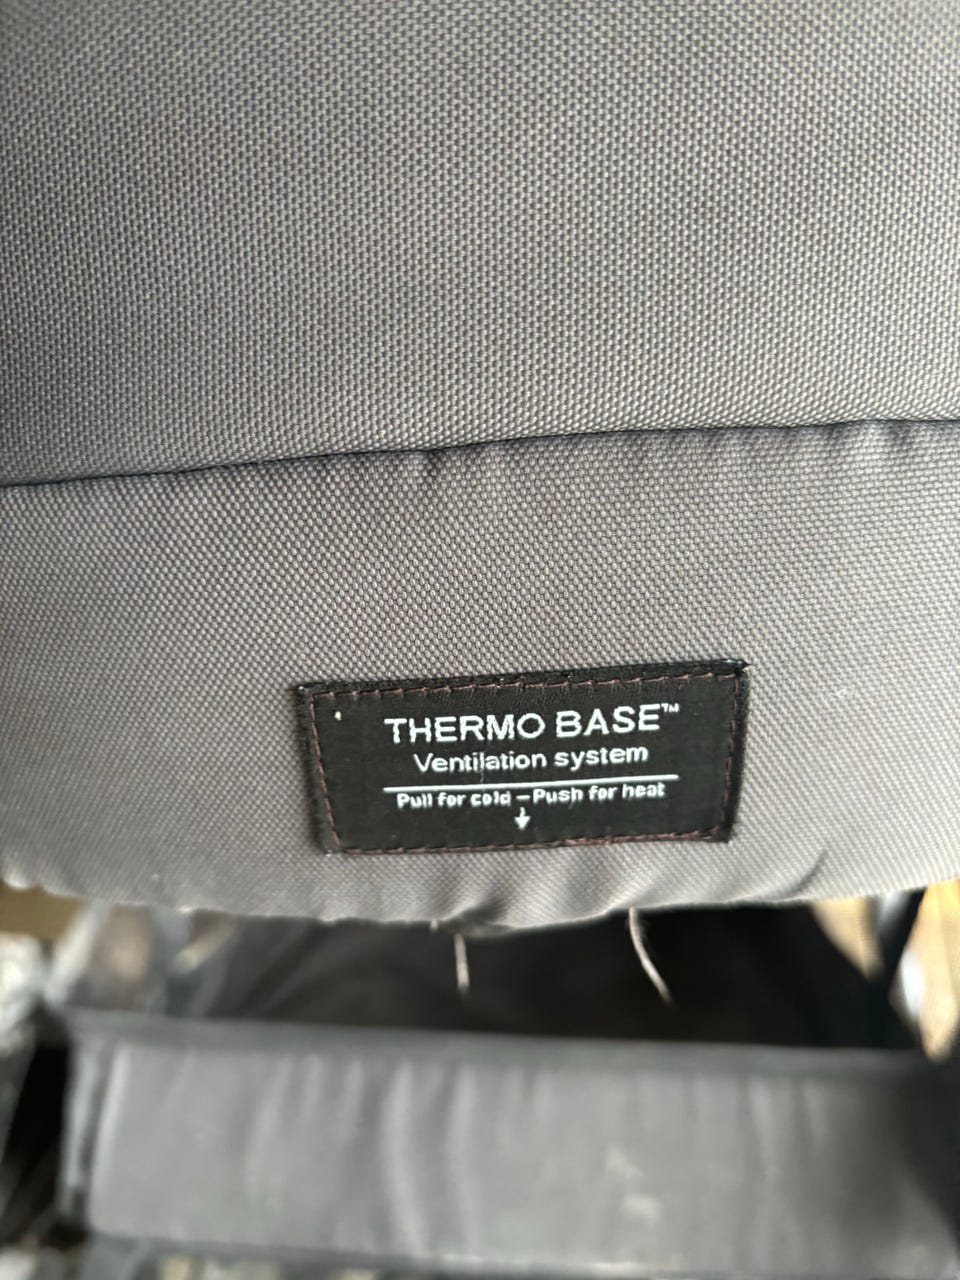 THERMO BASE™
Ventilation system
Pull for cold – Push for heat